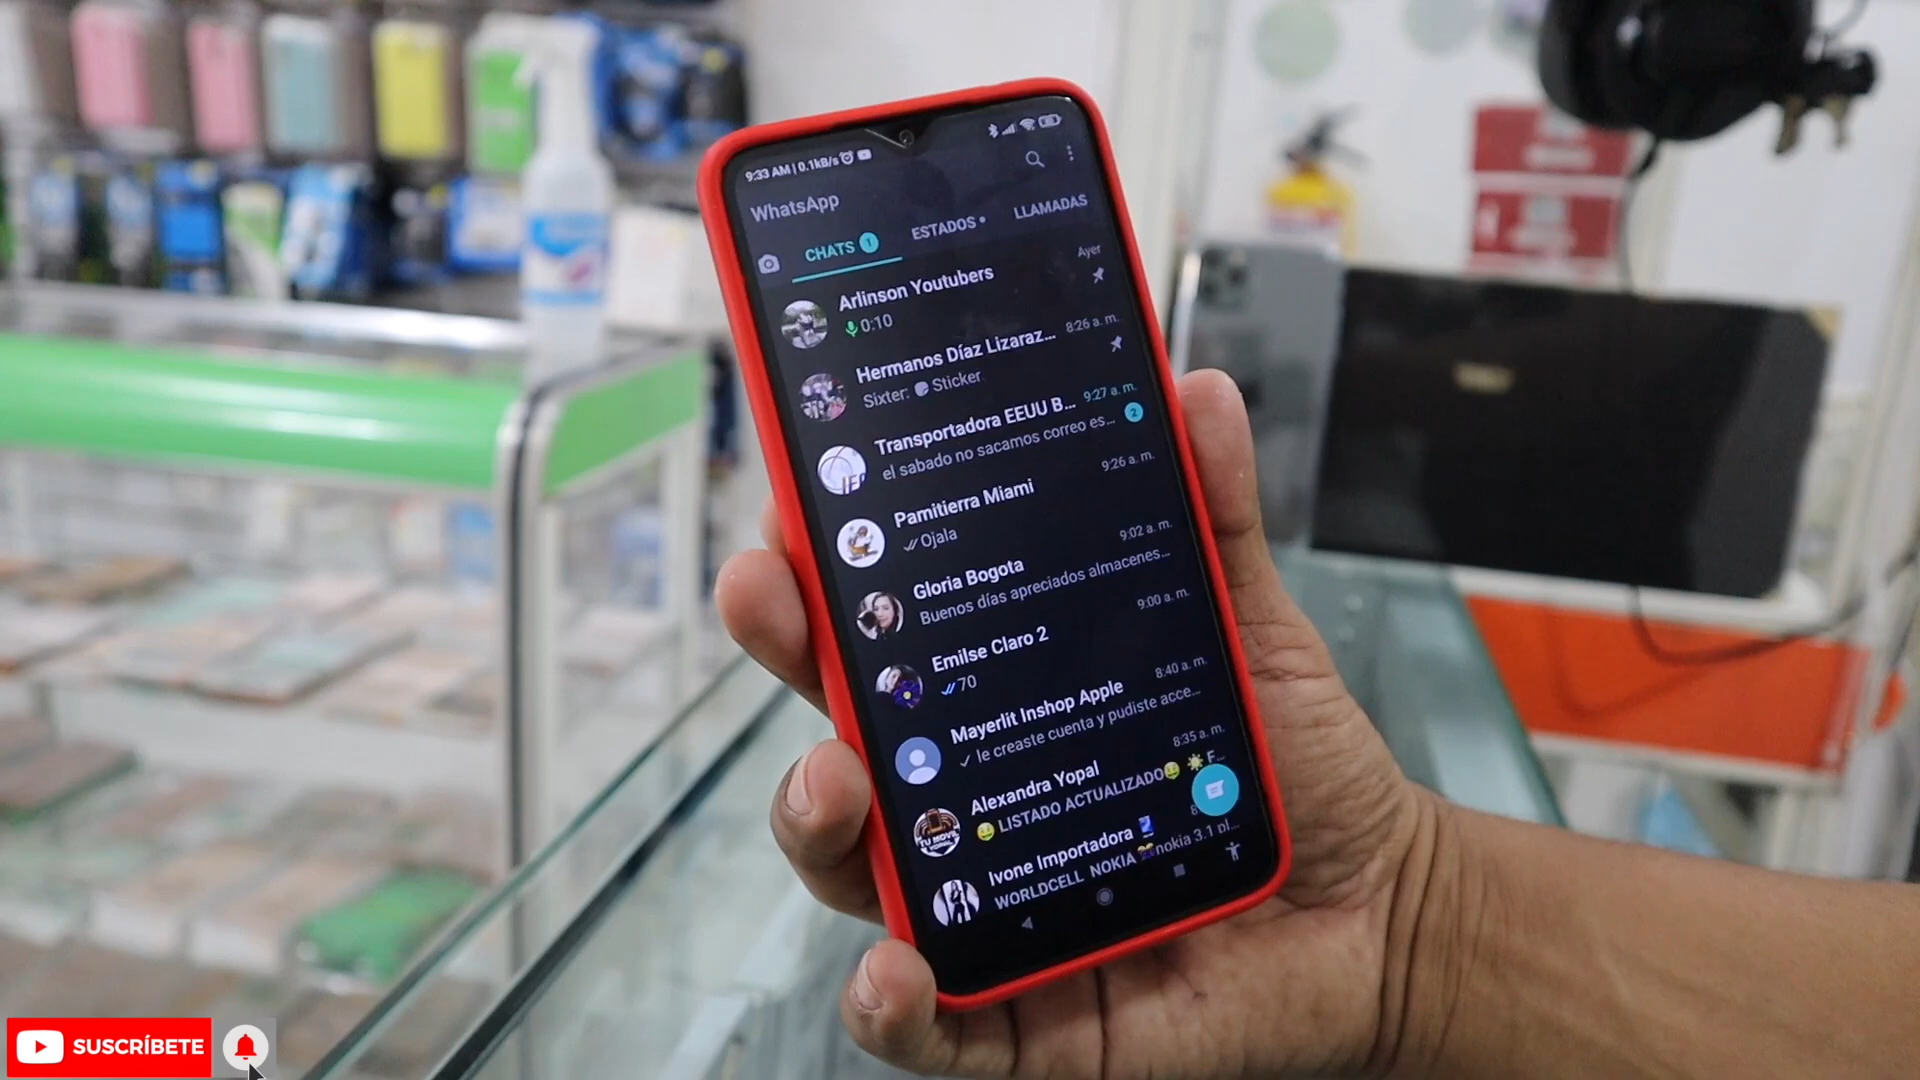 9:33 AM | 0.1kB/s
WhatsApp
CHATS 1
ESTADOS •
LLAMADAS
Arlinson Youtubers
Ayer
0:10
Hermanos Díaz Lizaraz...
8:26 a. m.
Sixter: Sticker
Transportadora EEUU B...
9:27 a. m.
el sabado no sacamos correo es...
2
Pamitierra Miami
9:26 a. m.
Ojala
Gloria Bogota
9:02 a. m.
Buenos días apreciados almacenes...
Emilse Claro 2
9:00 a. m.
70
Mayerlit Inshop Apple
8:40 a. m.
le creaste cuenta y pudiste acce...
Alexandra Yopal
8:35 a. m.
🤑 LISTADO ACTUALIZADO🤑 ☀️ F...
Ivone Importadora
WORLDCELL NOKIA nokia 3.1 pl...
TU MOVIL
SUSCRÍBETE